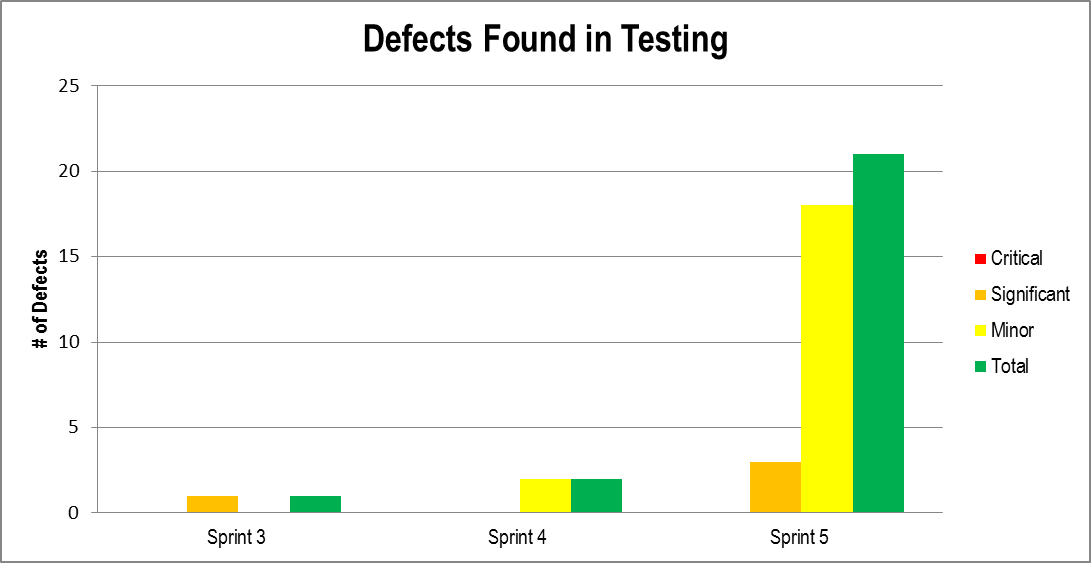 Defects Found in Testing
25
20
15
10
5
0
# of Defects
Sprint 3
Sprint 4
Sprint 5
Critical
Significant
Minor
Total